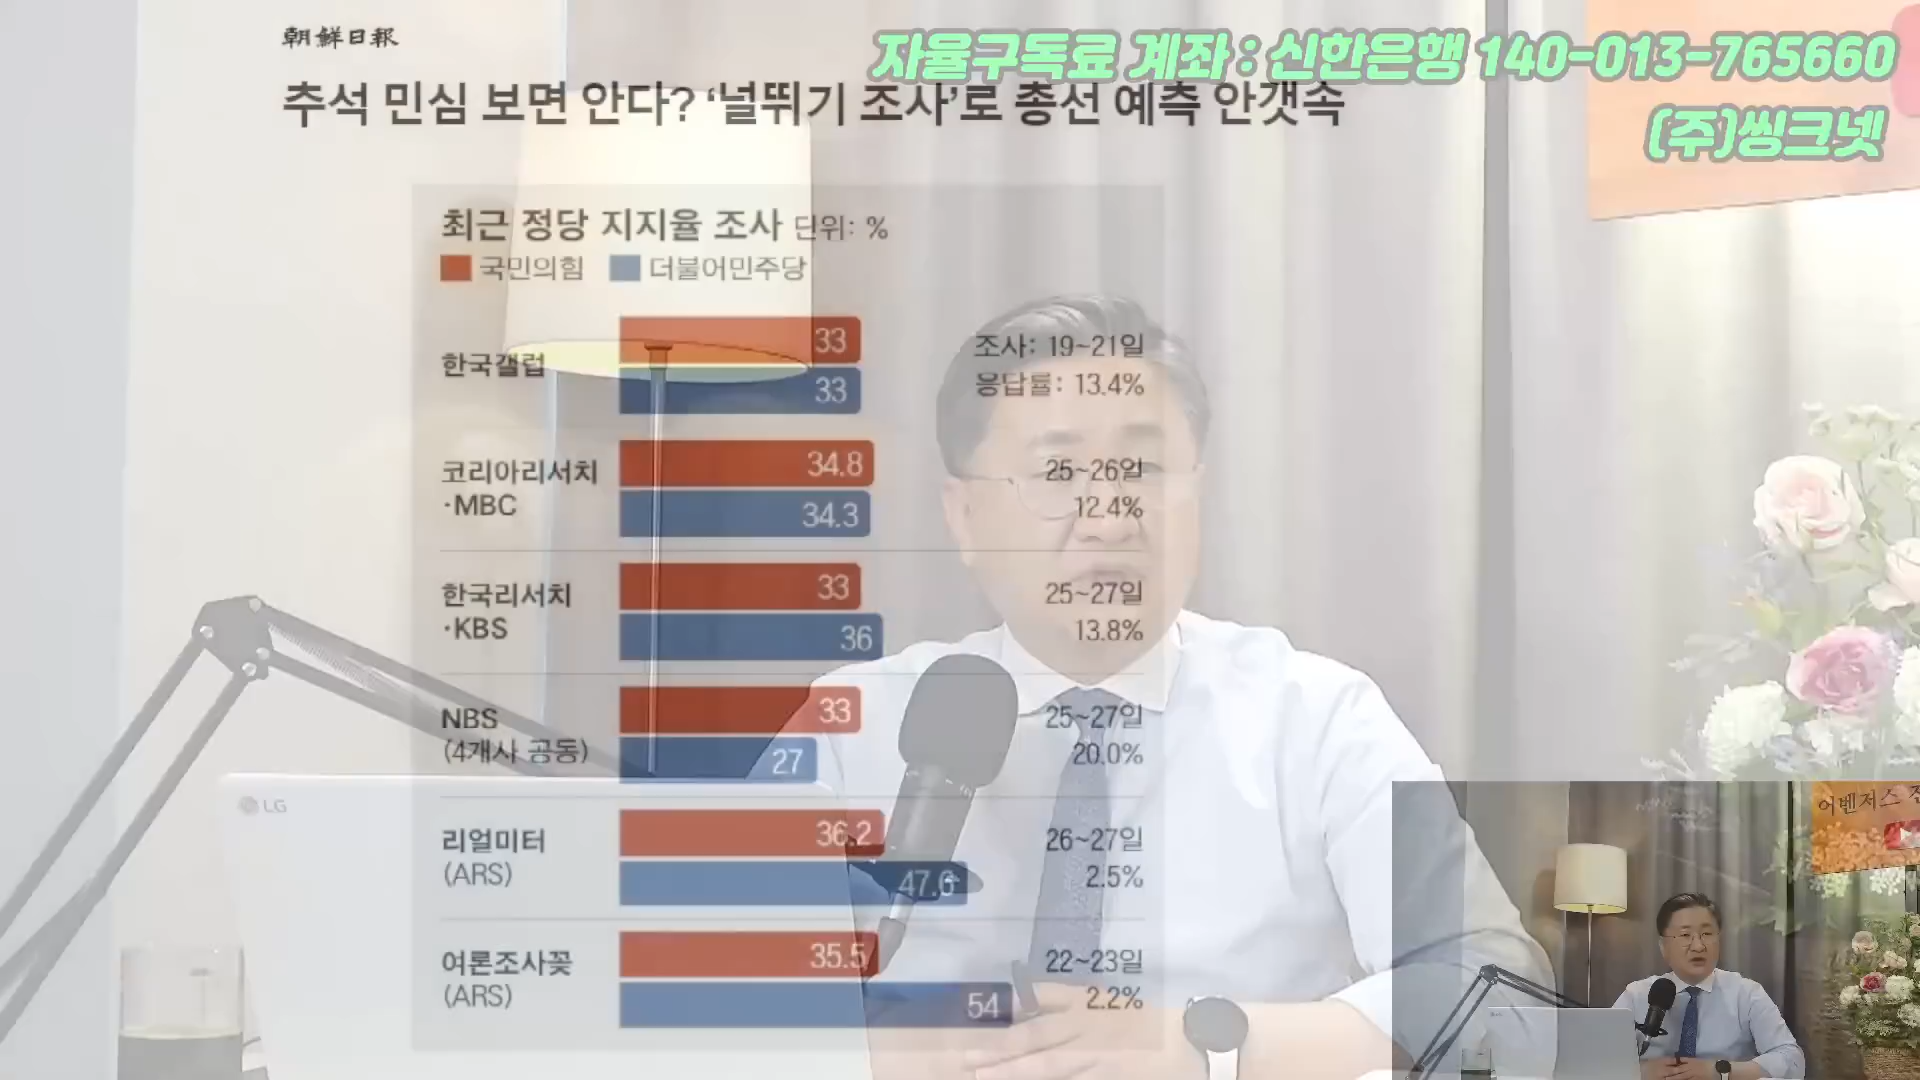 朝鮮日報
자율구독료 계좌 : 신한은행 140-013-765660
(주)씽크넷
추석 민심 보면 안다? ‘널뛰기 조사’로 총선 예측 안갯속
최근 정당 지지율 조사 단위: %
국민의힘 더불어민주당
한국갤럽
33
33
조사: 19~21일
응답률: 13.4%
코리아리서치
·MBC
34.8
34.3
25~26일
12.4%
한국리서치
·KBS
33
36
25~27일
13.8%
NBS
(4개사 공동)
33
27
25~27일
20.0%
리얼미터
(ARS)
36.2
47.6
26~27일
2.5%
여론조사꽃
(ARS)
35.5
54
22~23일
2.2%
LG
어벤저스